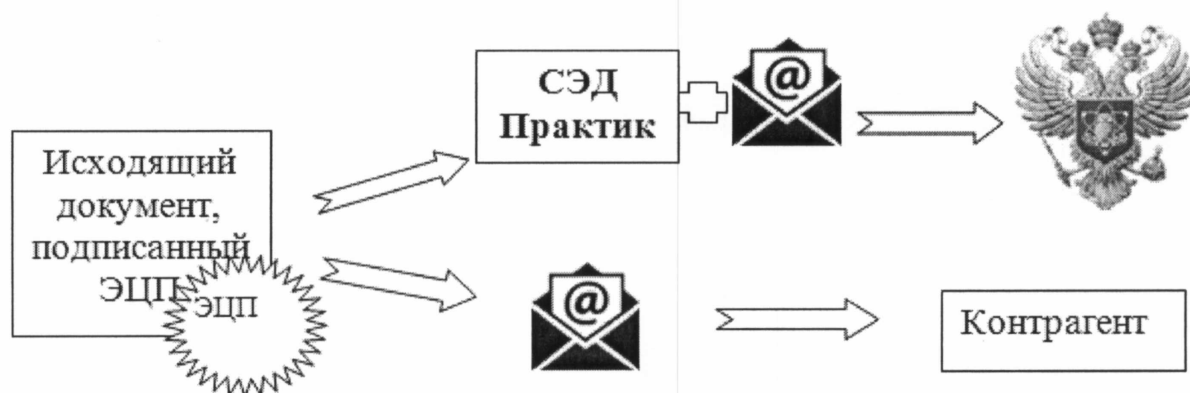 СЭД
Практик
@
Исходящий
документ,
подписанный
ЭЦП
ЭЦП
@
Контрагент